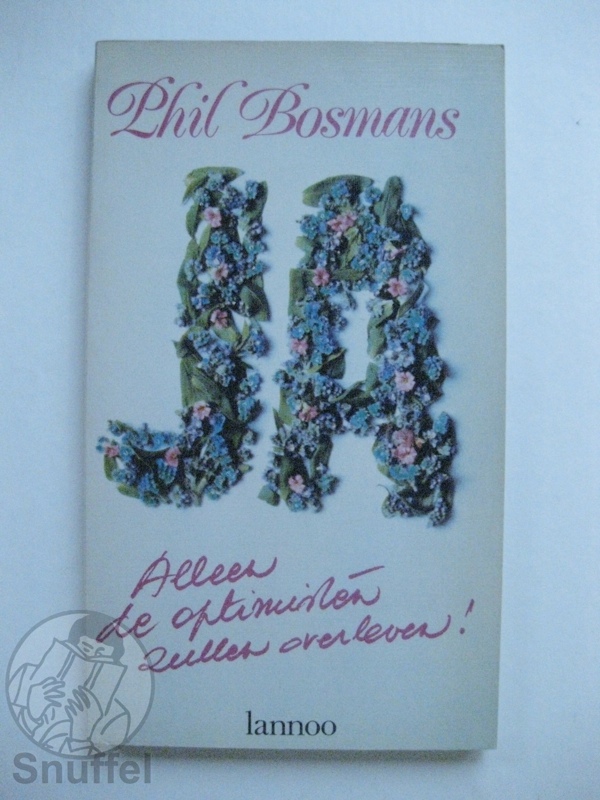 Phil Bosmans
JA
Alleen
de optimisten
zullen overleven!
lannoo
Snuffel